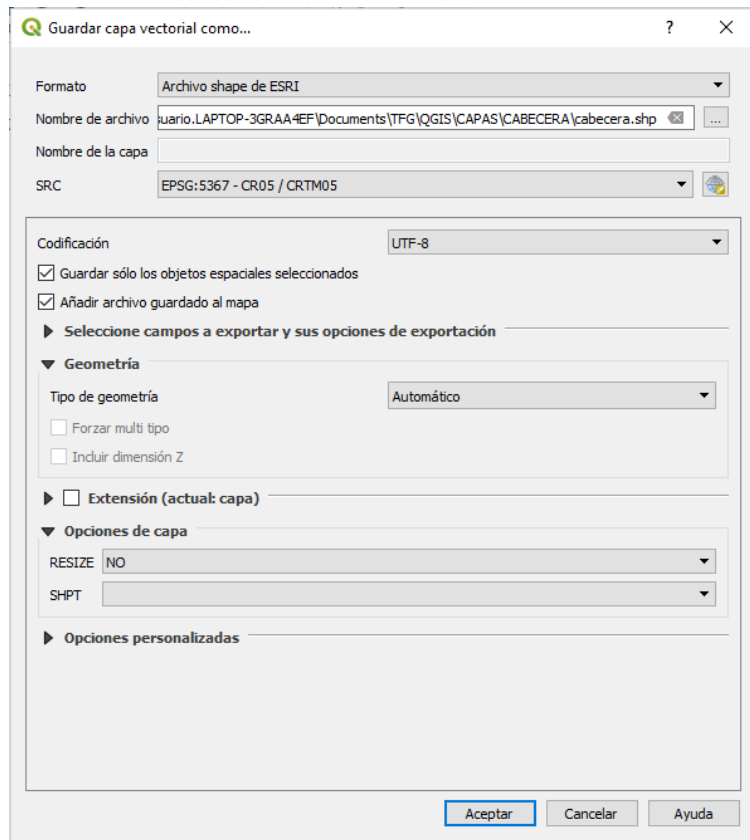 Guardar capa vectorial como...
?
Formato
Archivo shape de ESRI
Nombre de archivo
suario.LAPTOP-3GRAA4EF\Documents\TFG\QGIS\CAPAS\CABECERA\cabecera.shp
...
Nombre de la capa
SRC
EPSG:5367 - CR05 / CRTM05
Codificación
UTF-8
Guardar sólo los objetos espaciales seleccionados
Añadir archivo guardado al mapa
Seleccione campos a exportar y sus opciones de exportación
Geometría
Tipo de geometría
Automático
Forzar multi tipo
Incluir dimensión Z
Extensión (actual: capa)
Opciones de capa
RESIZE NO
SHPT
Opciones personalizadas
Aceptar
Cancelar
Ayuda